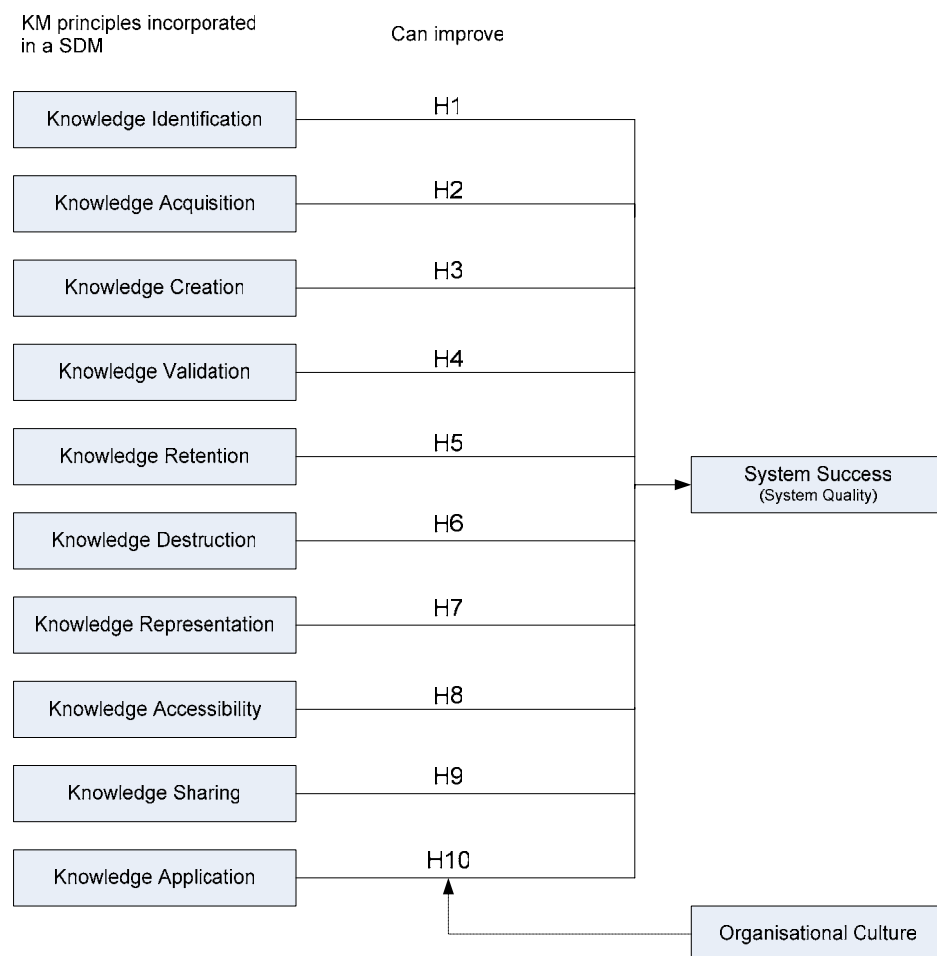 KM principles incorporated
in a SDM
Can improve
Knowledge Identification
H1
Knowledge Acquisition
H2
Knowledge Creation
H3
Knowledge Validation
H4
Knowledge Retention
H5
System Success
(System Quality)
Knowledge Destruction
H6
Knowledge Representation
H7
Knowledge Accessibility
H8
Knowledge Sharing
H9
Knowledge Application
H10
Organisational Culture